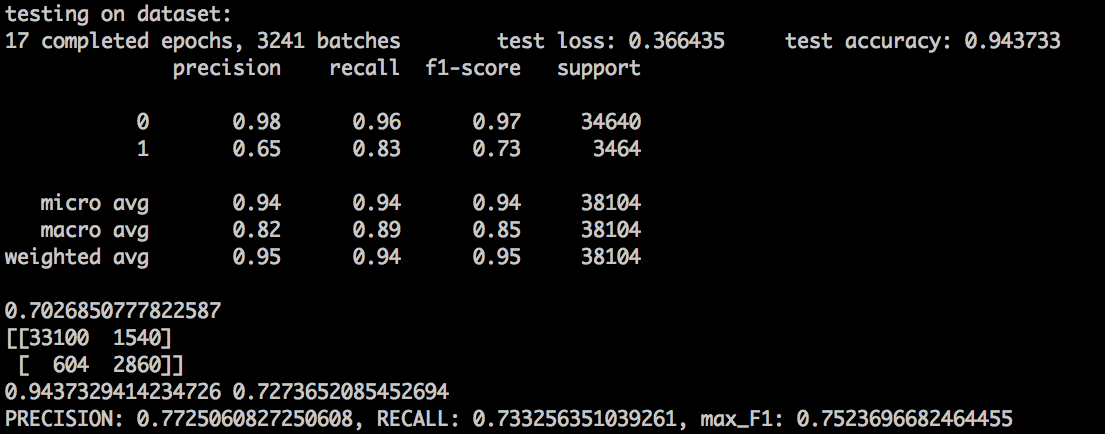 testing on dataset:
17 completed epochs, 3241 batches test loss: 0.366435 test accuracy: 0.943733
precision recall f1-score support
0 0.98 0.96 0.97 34640
1 0.65 0.83 0.73 3464
micro avg 0.94 0.94 0.94 38104
macro avg 0.82 0.89 0.85 38104
weighted avg 0.95 0.94 0.95 38104
0.7026850777822587
[[33100 1540]
[ 604 2860]]
0.9437329414234726 0.7273652085452694
PRECISION: 0.7725060827250608, RECALL: 0.733256351039261, max_F1: 0.7523696682464455